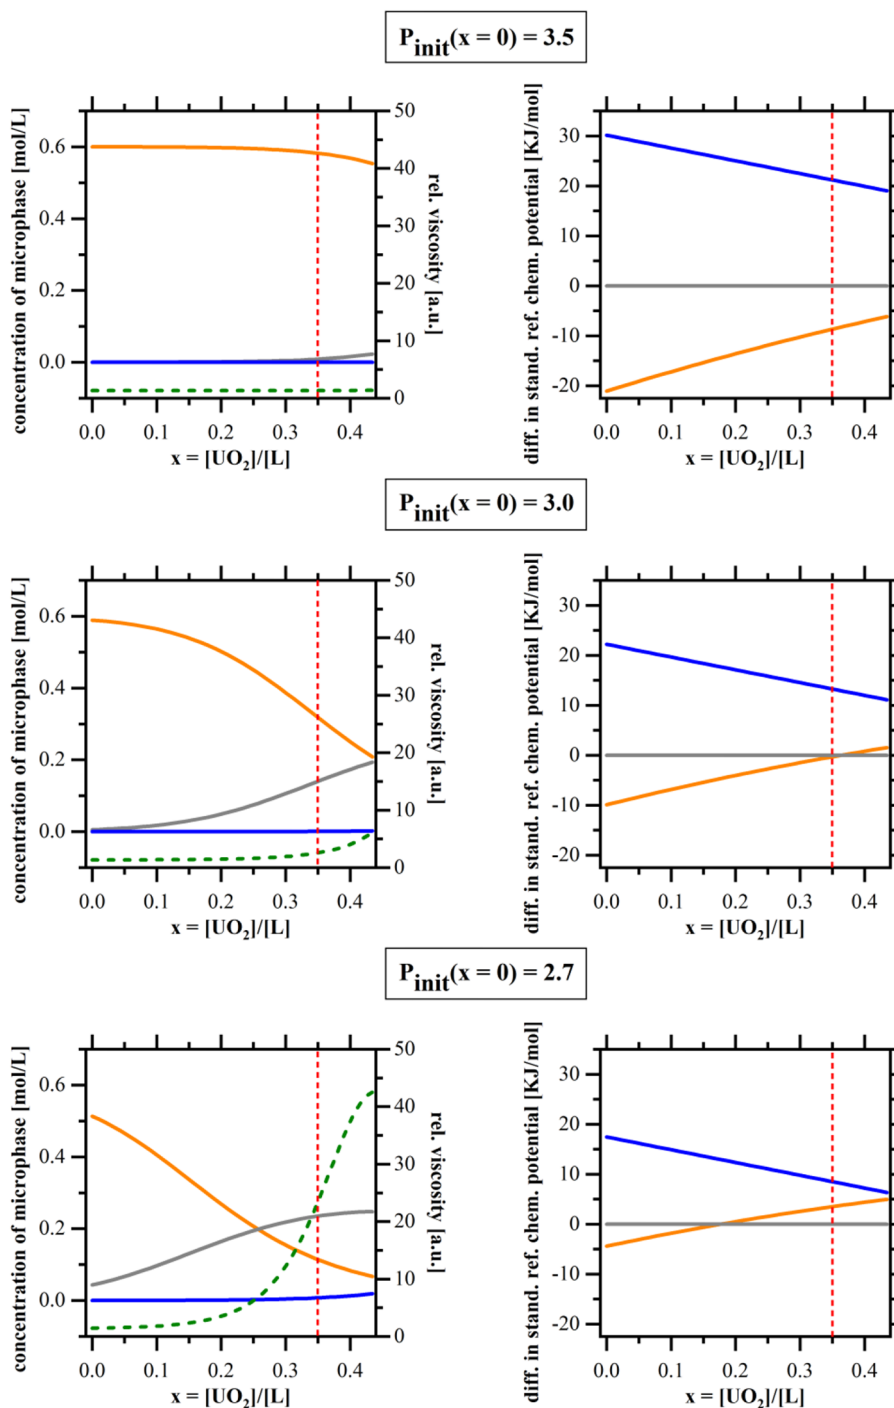 P_init(x = 0) = 3.5
concentration of microphase [mol/L]
0.6
0.4
0.2
0.0
50
40
30
20
10
0
rel. viscosity [a.u.]
0.0 0.1 0.2 0.3 0.4
x = [UO₂]/[L]
diff. in stand. ref. chem. potential [KJ/mol]
30
20
10
0
-10
-20
0.0 0.1 0.2 0.3 0.4
x = [UO₂]/[L]
P_init(x = 0) = 3.0
concentration of microphase [mol/L]
0.6
0.4
0.2
0.0
50
40
30
20
10
0
rel. viscosity [a.u.]
0.0 0.1 0.2 0.3 0.4
x = [UO₂]/[L]
diff. in stand. ref. chem. potential [KJ/mol]
30
20
10
0
-10
-20
0.0 0.1 0.2 0.3 0.4
x = [UO₂]/[L]
P_init(x = 0) = 2.7
concentration of microphase [mol/L]
0.6
0.4
0.2
0.0
50
40
30
20
10
0
rel. viscosity [a.u.]
0.0 0.1 0.2 0.3 0.4
x = [UO₂]/[L]
diff. in stand. ref. chem. potential [KJ/mol]
30
20
10
0
-10
-20
0.0 0.1 0.2 0.3 0.4
x = [UO₂]/[L]